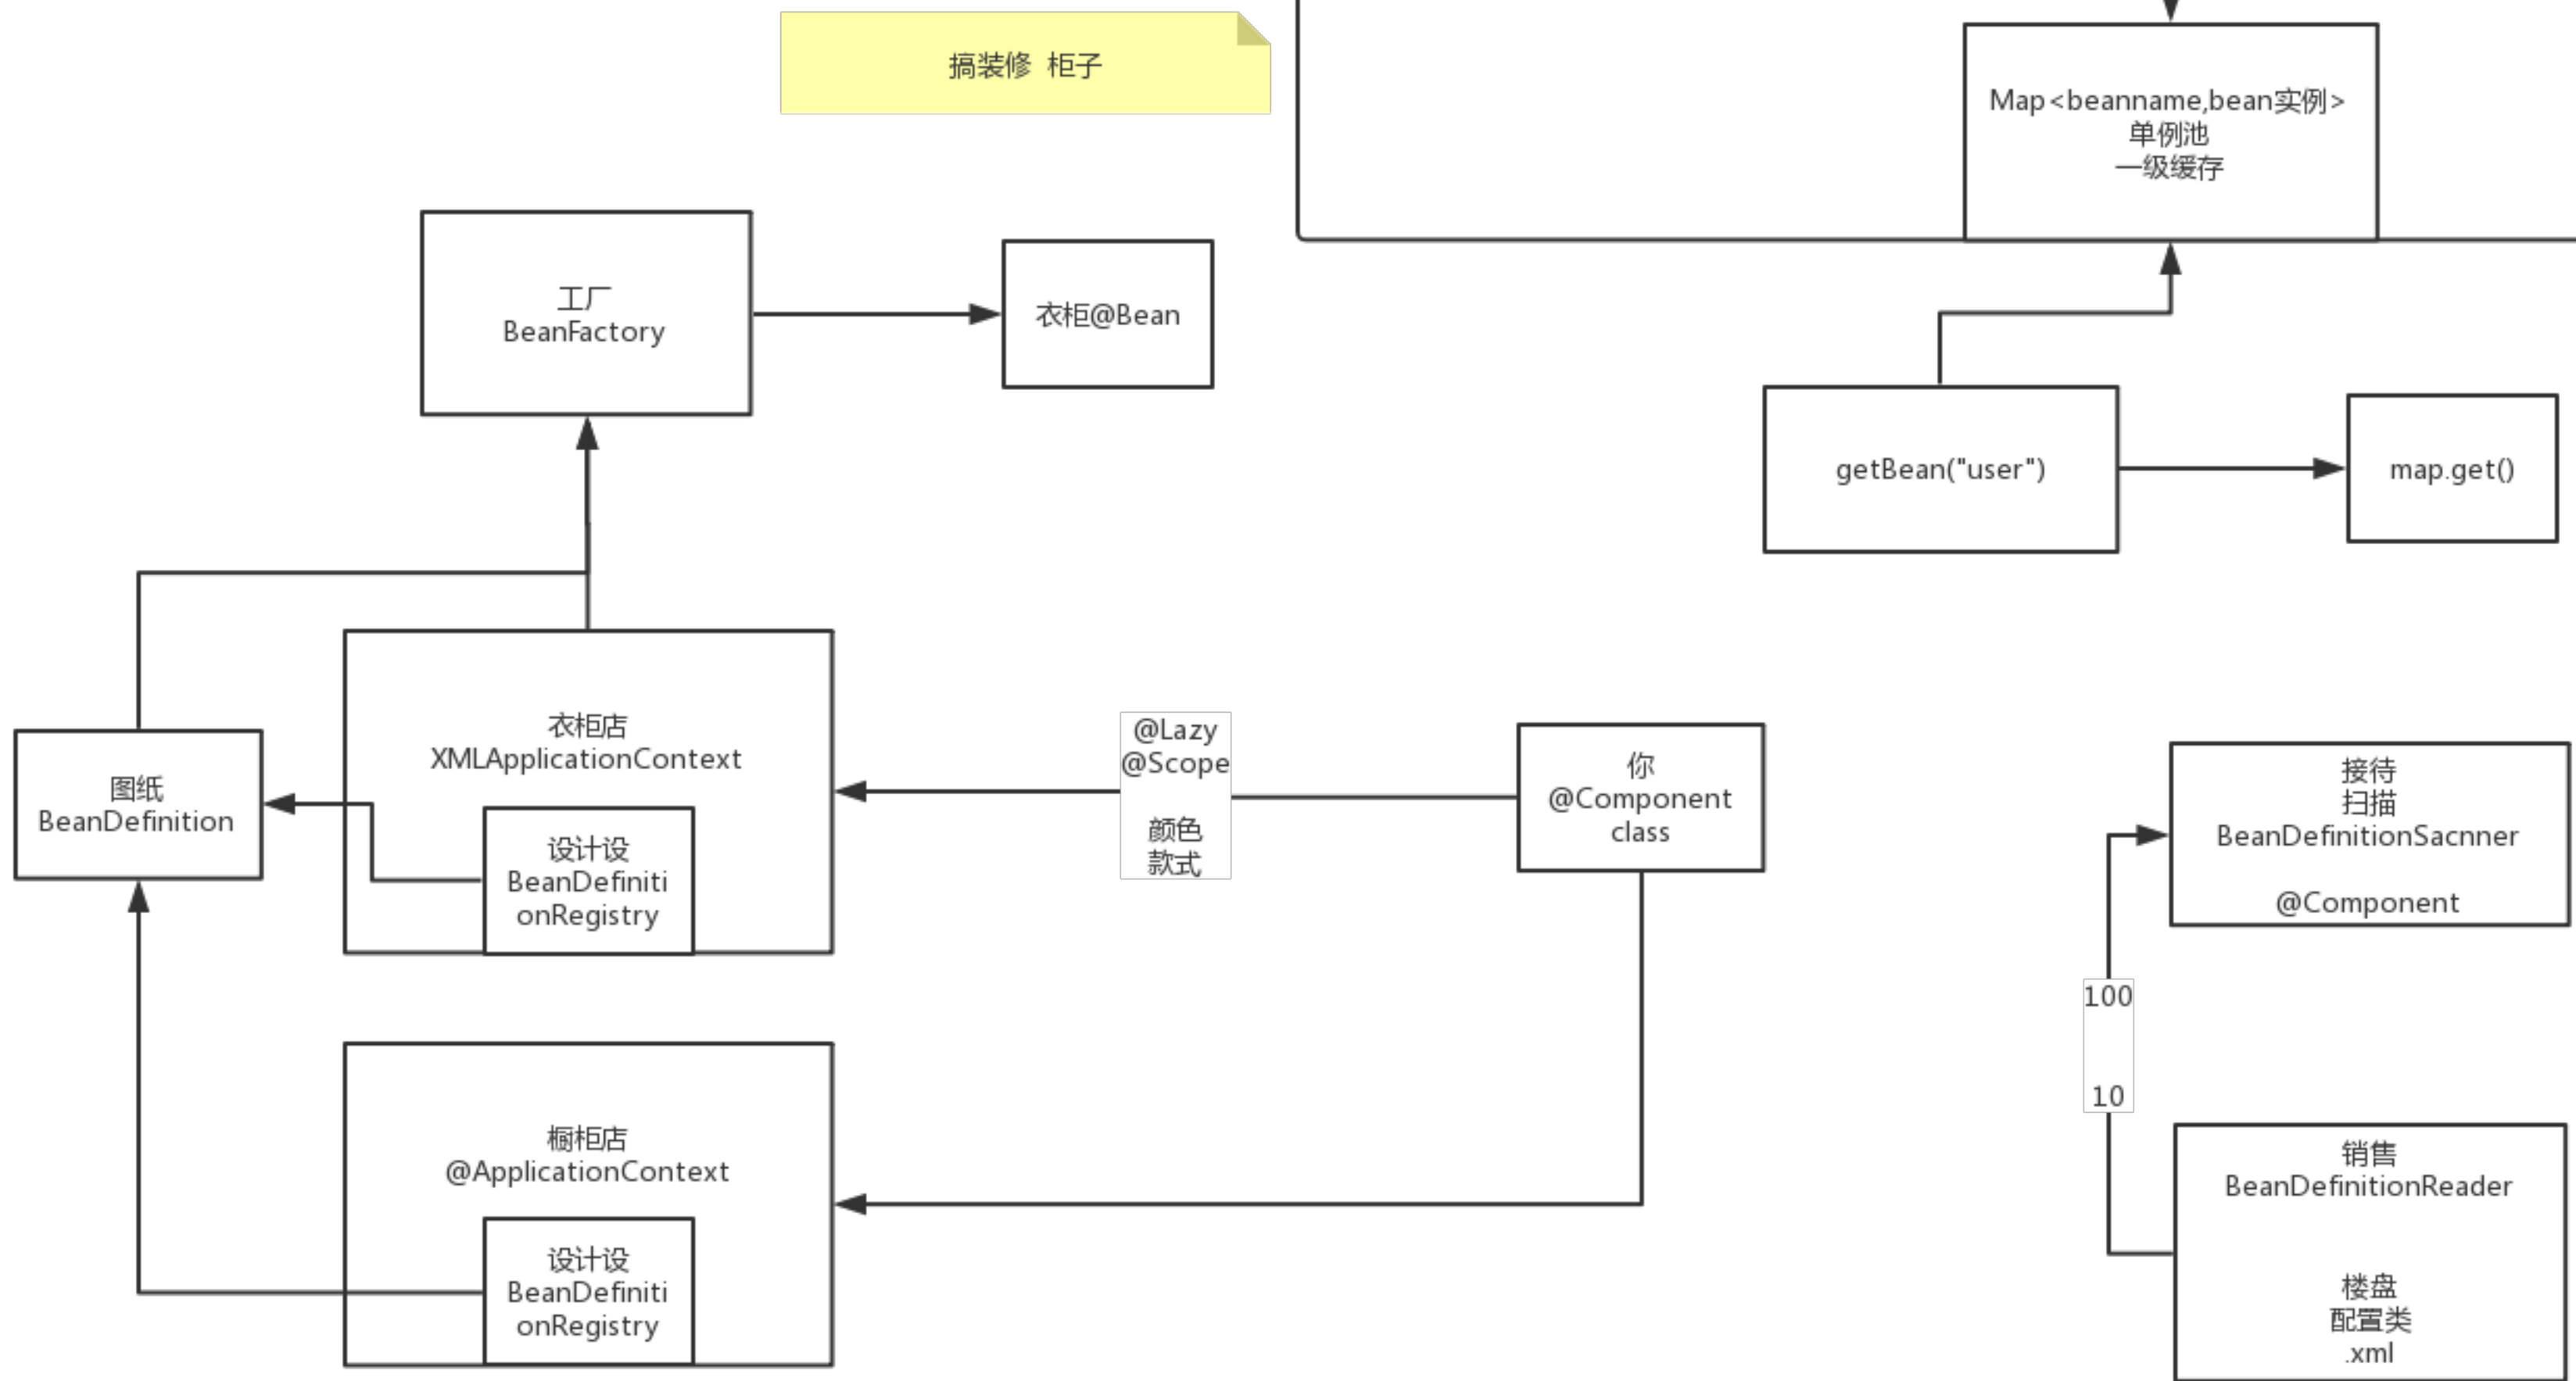 搞装修 柜子
Map<beanname,bean实例>
单例池
一级缓存
工厂
BeanFactory
衣柜@Bean
getBean("user")
map.get()
衣柜店
XMLApplicationContext
图纸
BeanDefinition
设计设
BeanDefiniti
onRegistry
@Lazy
@Scope
颜色
款式
你
@Component
class
接待
扫描
BeanDefinitionSacnner
@Component
100
10
橱柜店
@ApplicationContext
设计设
BeanDefiniti
onRegistry
销售
BeanDefinitionReader
楼盘
配置类
.xml